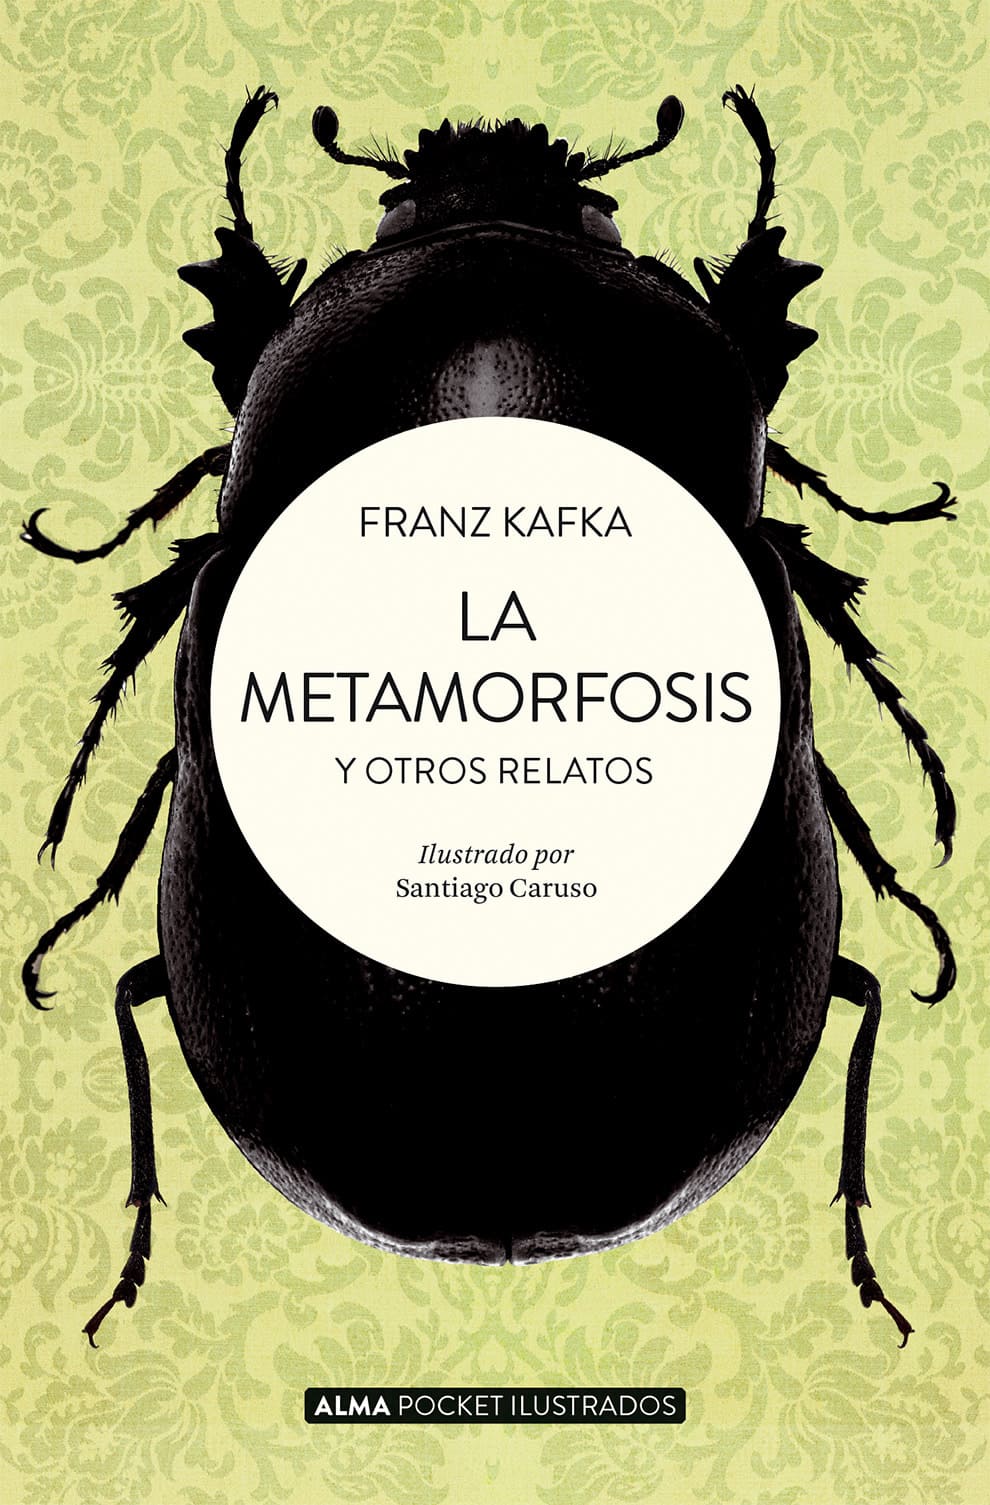 FRANZ KAFKA
LA
METAMORFOSIS
Y OTROS RELATOS
Ilustrado por
Santiago Caruso
ALMA POCKET ILUSTRADOS